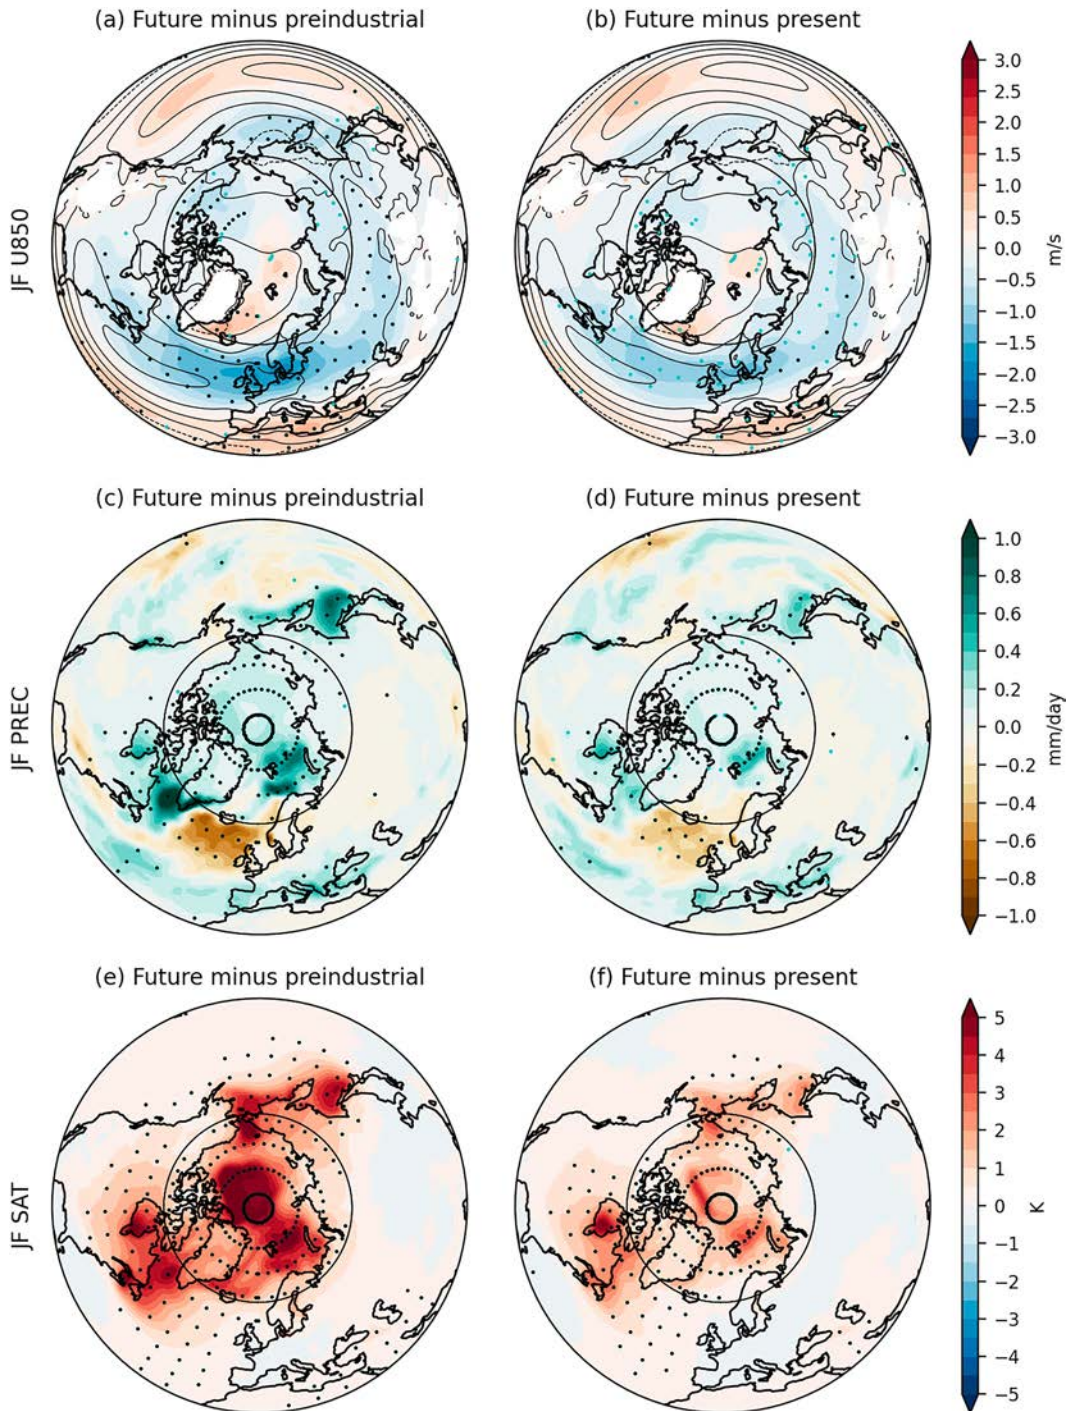 (a) Future minus preindustrial
(b) Future minus present
JF U850
3.0
2.5
2.0
1.5
1.0
0.5
0.0
−0.5
−1.0
−1.5
−2.0
−2.5
−3.0
m/s
(c) Future minus preindustrial
(d) Future minus present
JF PREC
1.0
0.8
0.6
0.4
0.2
0.0
−0.2
−0.4
−0.6
−0.8
−1.0
mm/day
(e) Future minus preindustrial
(f) Future minus present
JF SAT
5
4
3
2
1
0
−1
−2
−3
−4
−5
K